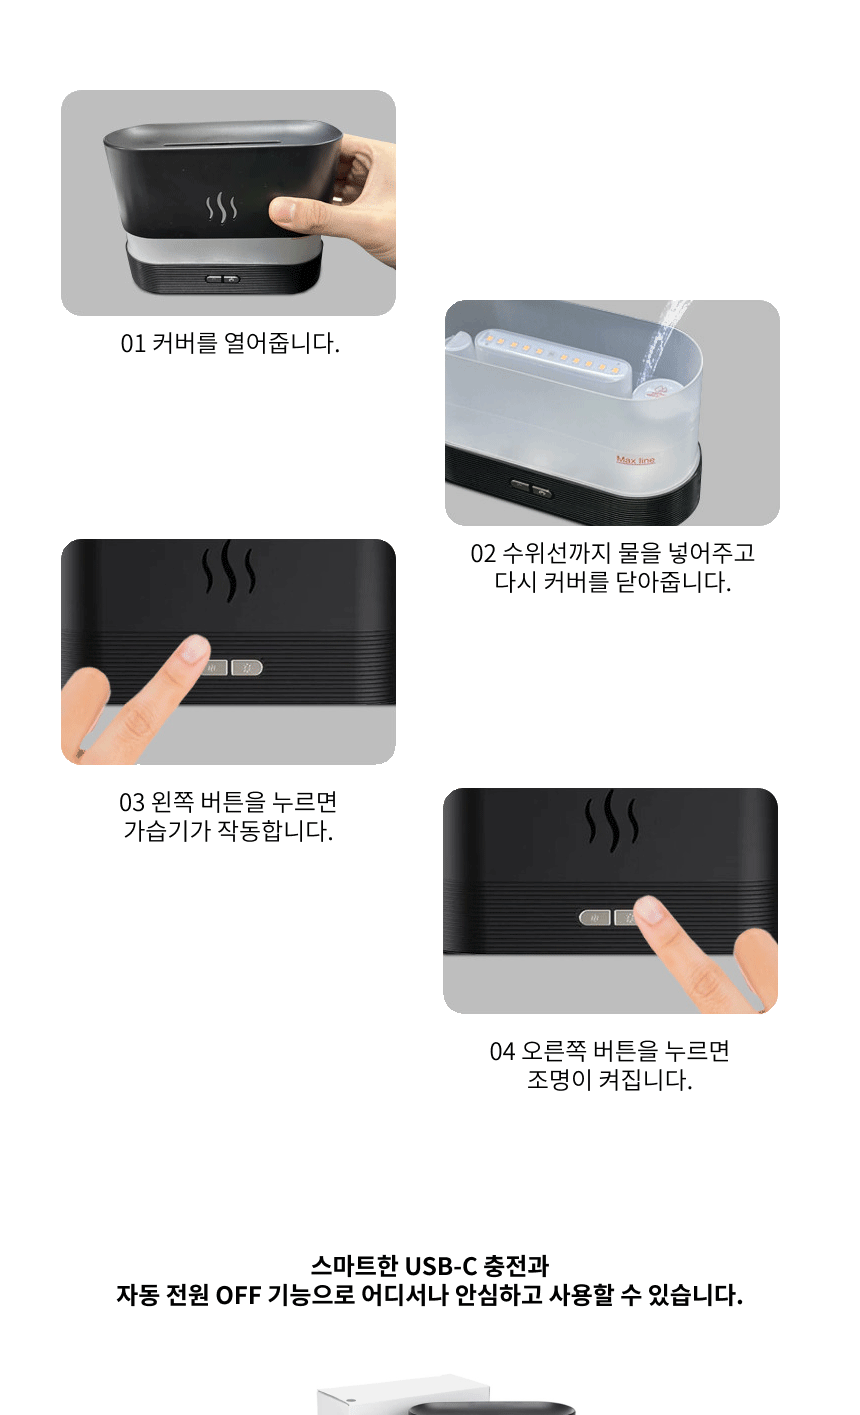 01 커버를 열어줍니다.
Max line
02 수위선까지 물을 넣어주고
다시 커버를 닫아줍니다.
03 왼쪽 버튼을 누르면
가습기가 작동합니다.
04 오른쪽 버튼을 누르면
조명이 켜집니다.
스마트한 USB-C 충전과
자동 전원 OFF 기능으로 어디서나 안심하고 사용할 수 있습니다.